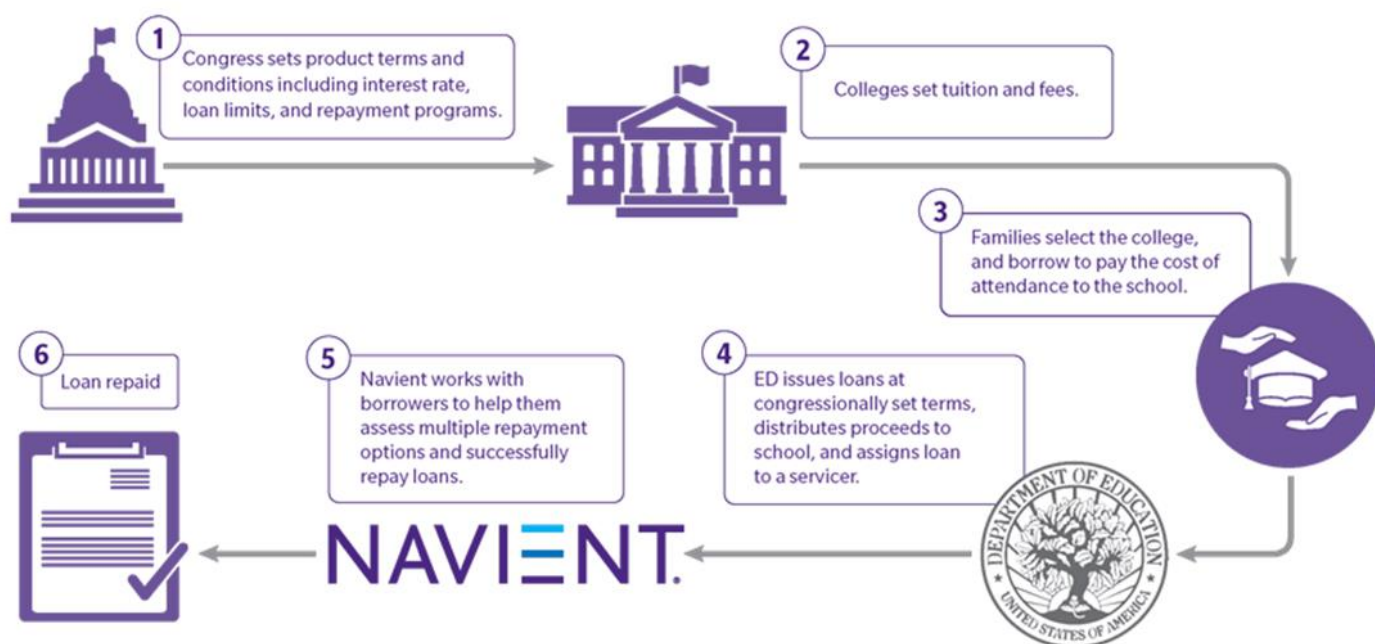 1
Congress sets product terms and
conditions including interest rate,
loan limits, and repayment programs.
2
Colleges set tuition and fees.
3
Families select the college,
and borrow to pay the cost of
attendance to the school.
4
ED issues loans at
congressionally set terms,
distributes proceeds to
school, and assigns loan
to a servicer.
DEPARTMENT OF EDUCATION
UNITED STATES OF AMERICA
5
Navient works with
borrowers to help them
assess multiple repayment
options and successfully
repay loans.
NAVIENT.
6
Loan repaid